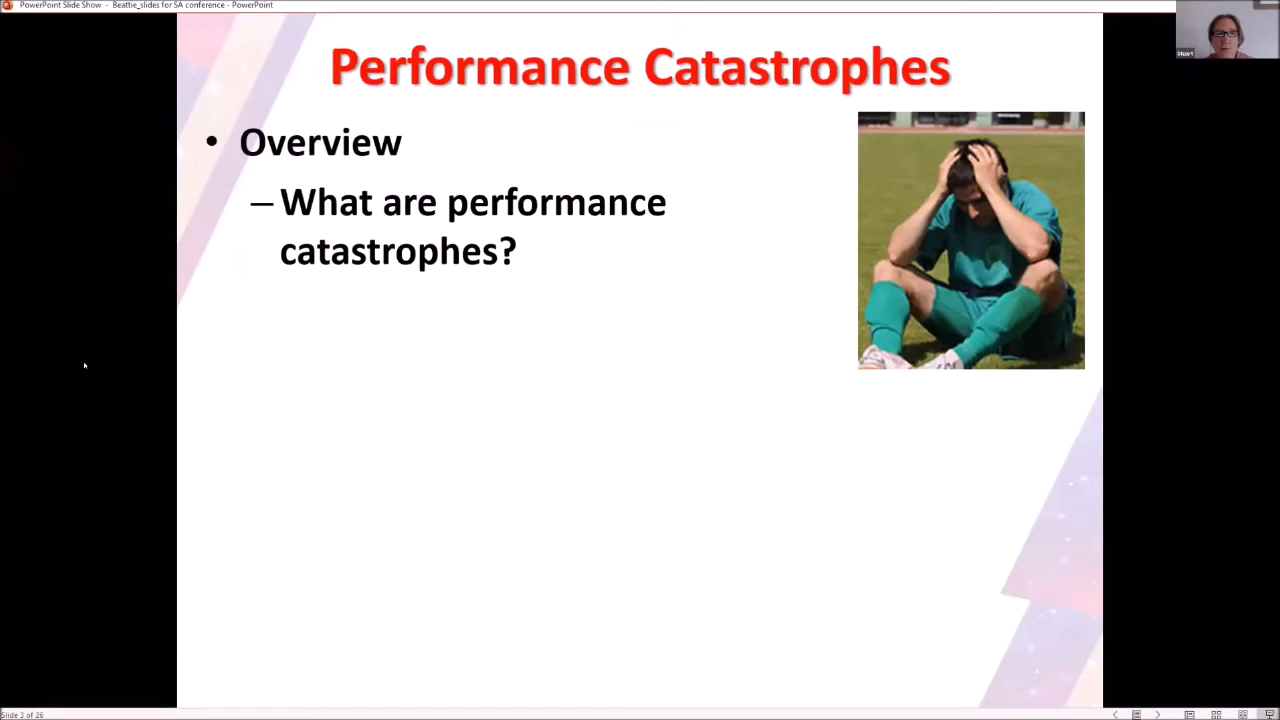 PowerPoint Slide Show - Beattie_slides for SA conference - PowerPoint
Stuart
Performance Catastrophes
• Overview
– What are performance
catastrophes?
Slide 3 of 26